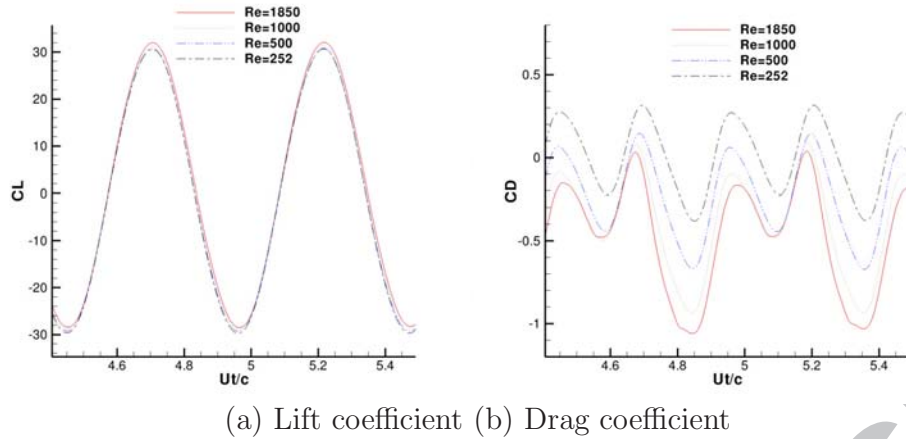 Re=1850
Re=1000
Re=500
Re=252
CL
30
20
10
0
-10
-20
-30
4.6 4.8 5 5.2 5.4
Ut/c
Re=1850
Re=1000
Re=500
Re=252
CD
0.5
0
-0.5
-1
4.6 4.8 5 5.2 5.4
Ut/c
(a) Lift coefficient (b) Drag coefficient